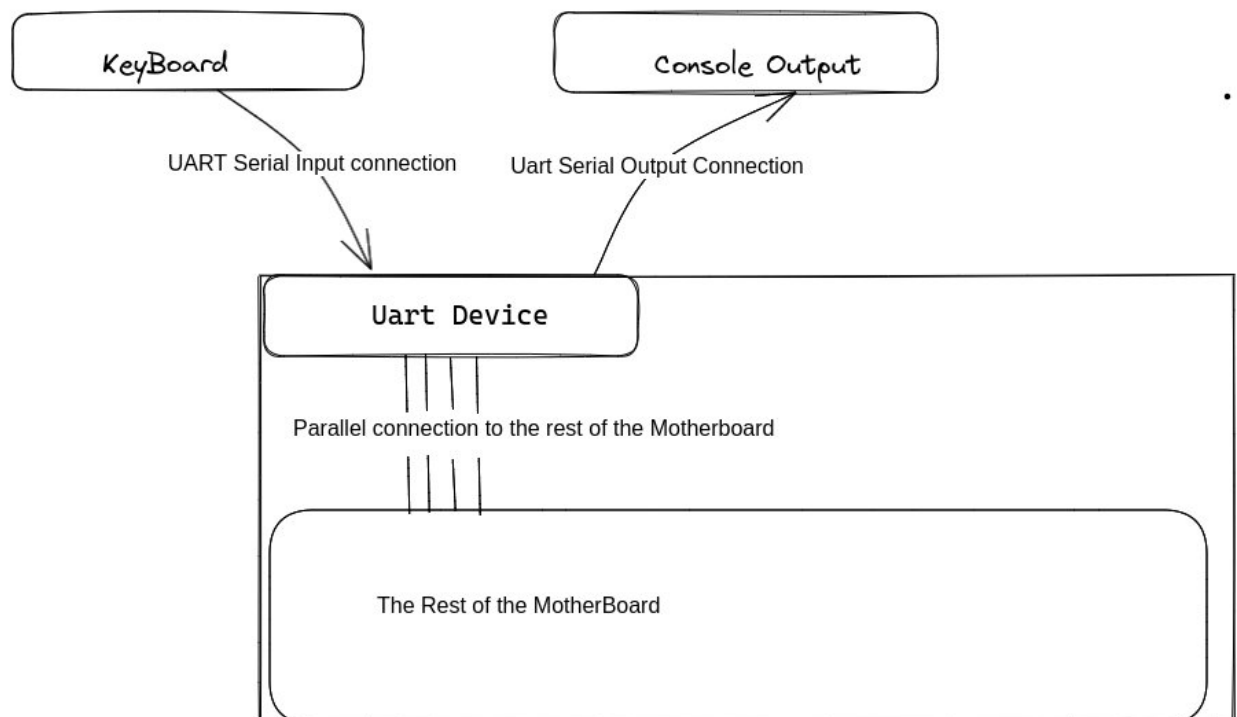 KeyBoard
Console Output
UART Serial Input connection
Uart Serial Output Connection
Uart Device
Parallel connection to the rest of the Motherboard
The Rest of the MotherBoard